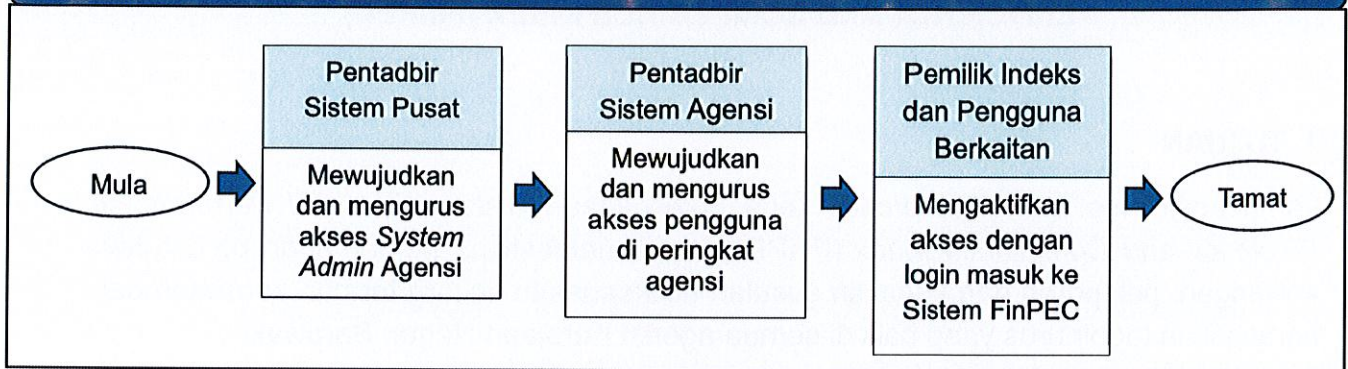 Mula
Pentadbir
Sistem Pusat
Mewujudkan
dan mengurus
akses System
Admin Agensi
Pentadbir
Sistem Agensi
Mewujudkan
dan mengurus
akses pengguna
di peringkat
agensi
Pemilik Indeks
dan Pengguna
Berkaitan
Mengaktifkan
akses dengan
login masuk ke
Sistem FinPEC
Tamat